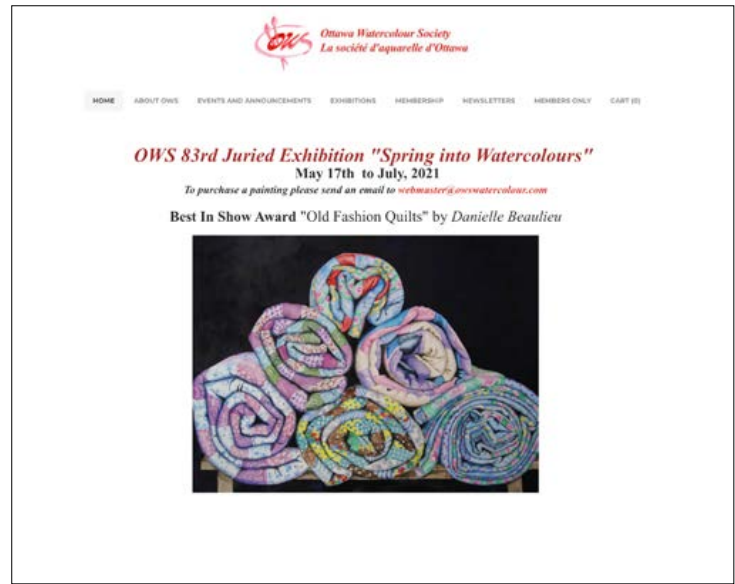 OWS
Ottawa Watercolour Society
La société d'aquarelle d'Ottawa
HOME ABOUT OWS EVENTS AND ANNOUNCEMENTS EXHIBITIONS MEMBERSHIP NEWSLETTERS MEMBERS ONLY CART (0)
OWS 83rd Juried Exhibition "Spring into Watercolours"
May 17th to July, 2021
To purchase a painting please send an email to webmaster@owswatercolour.com
Best In Show Award "Old Fashion Quilts" by Danielle Beaulieu